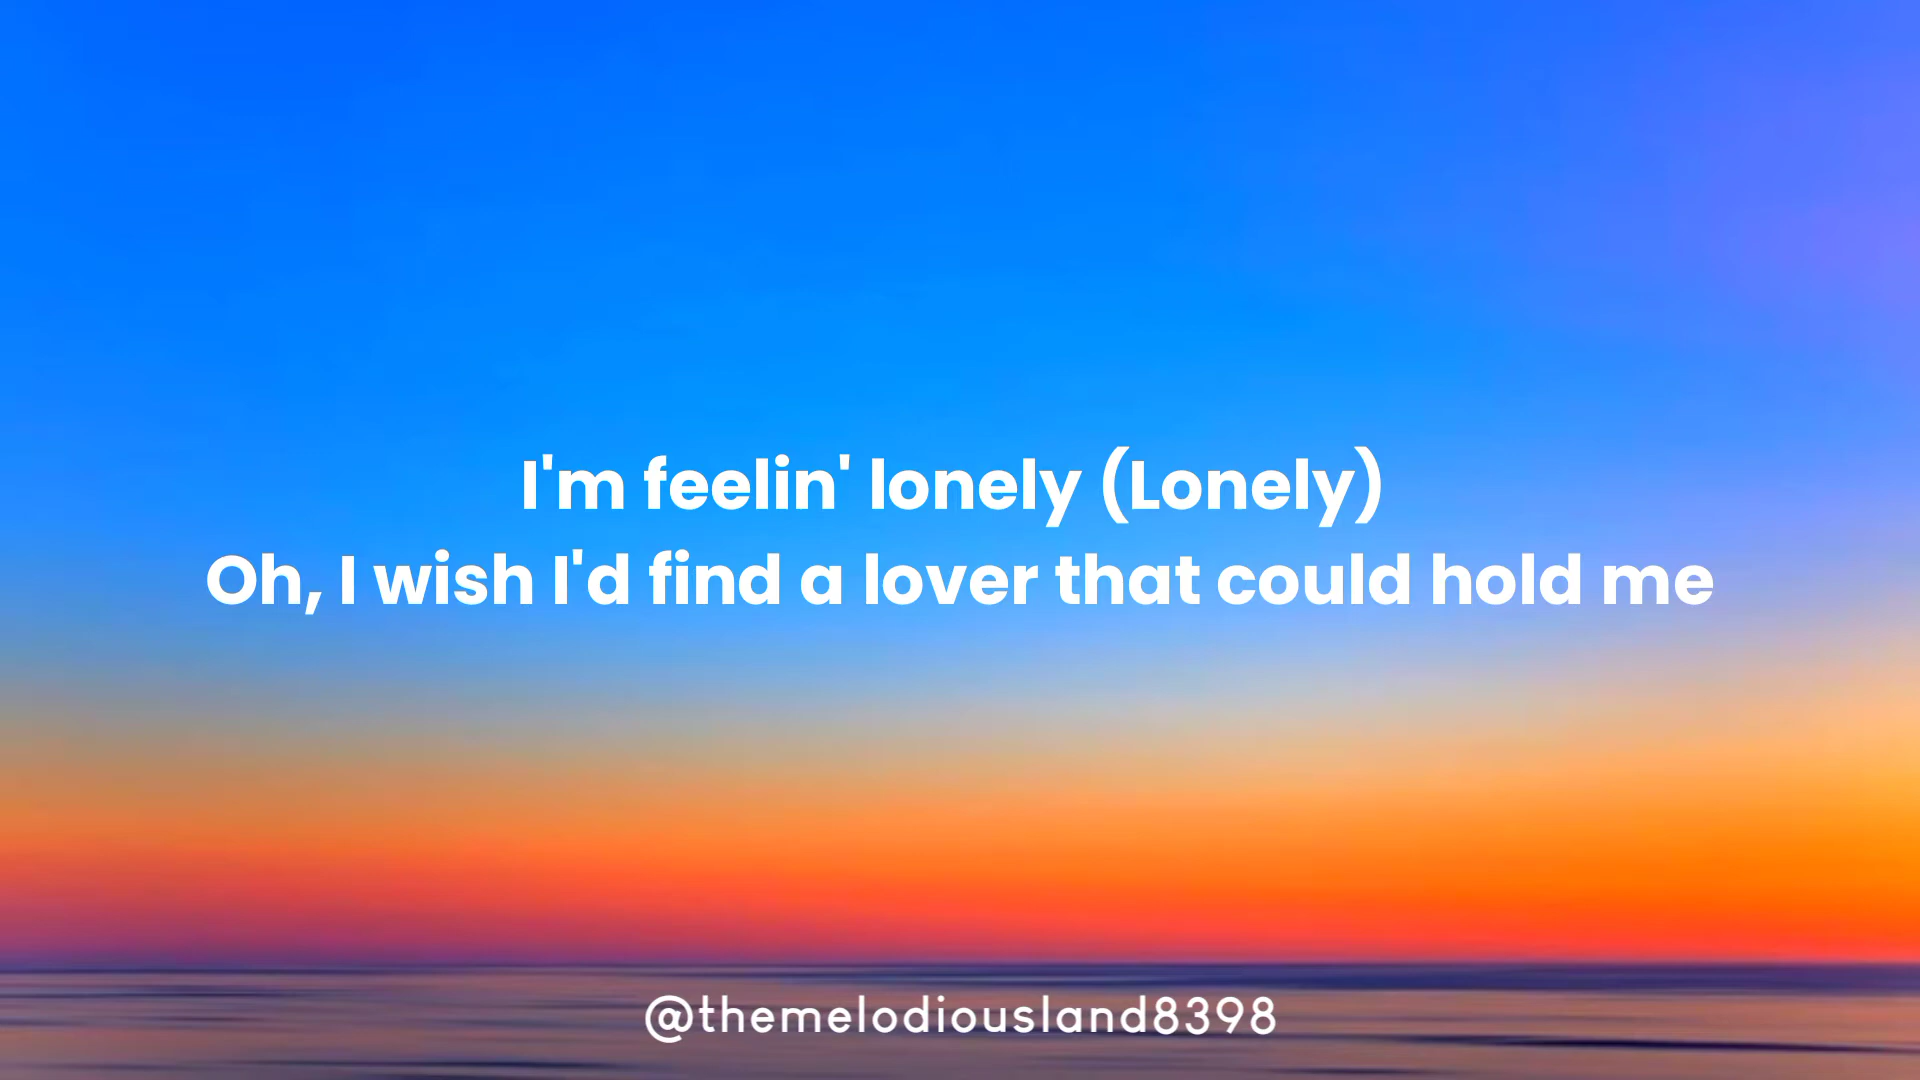 I'm feelin' lonely (Lonely)
Oh, I wish I'd find a lover that could hold me
@themelodiousland8398